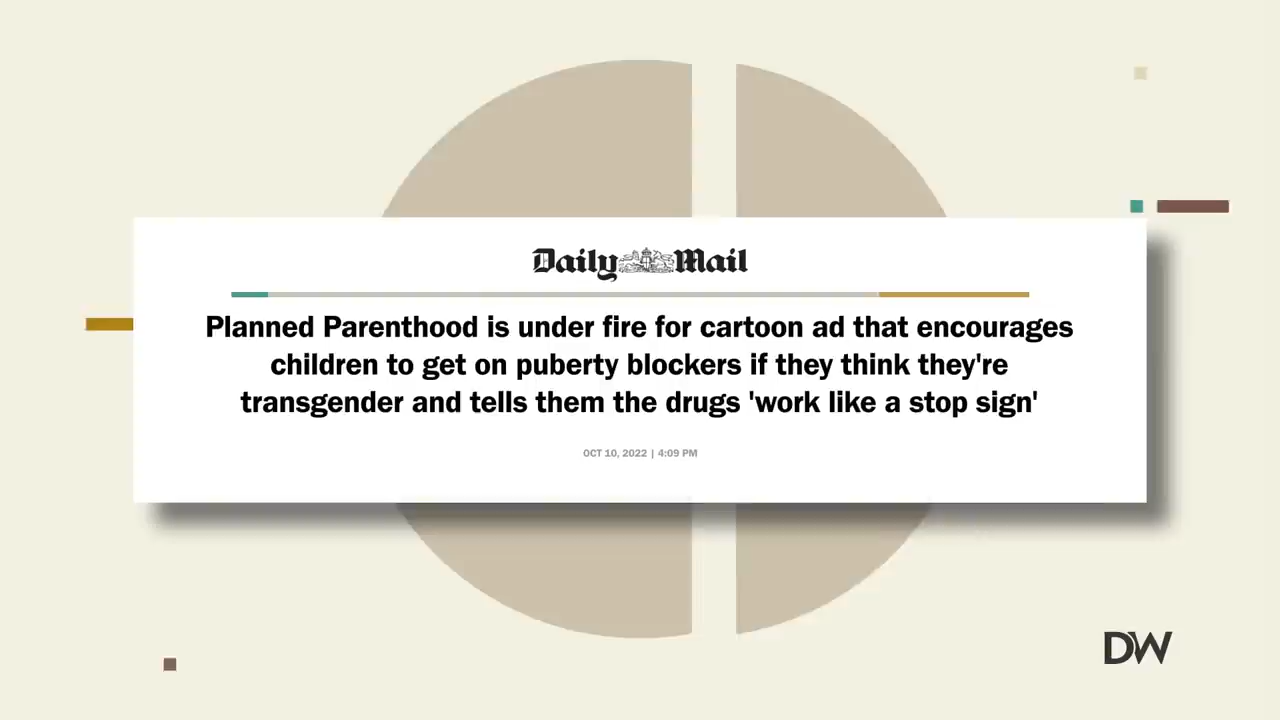 Daily Mail
Planned Parenthood is under fire for cartoon ad that encourages
children to get on puberty blockers if they think they're
transgender and tells them the drugs 'work like a stop sign'
OCT 10, 2022 | 4:09 PM
DW